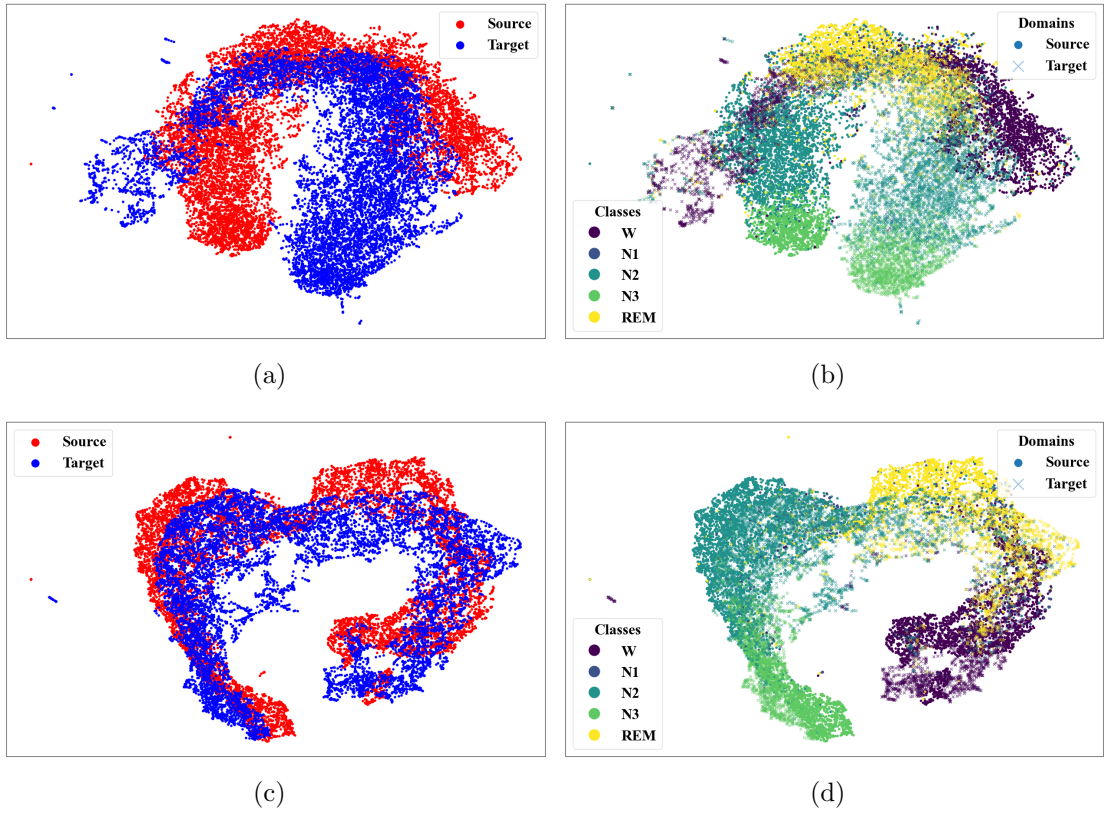 Source
Target
(a)
Domains
Source
Target
Classes
W
N1
N2
N3
REM
(b)
Source
Target
(c)
Domains
Source
Target
Classes
W
N1
N2
N3
REM
(d)